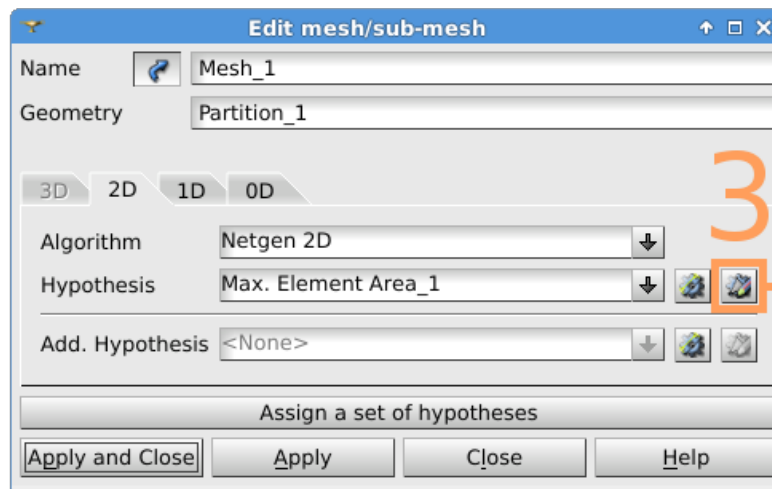 Edit mesh/sub-mesh
Name Mesh_1
Geometry Partition_1
3D 2D 1D 0D
3
Algorithm Netgen 2D
Hypothesis Max. Element Area_1
Add. Hypothesis <None>
Assign a set of hypotheses
Apply and Close Apply Close Help